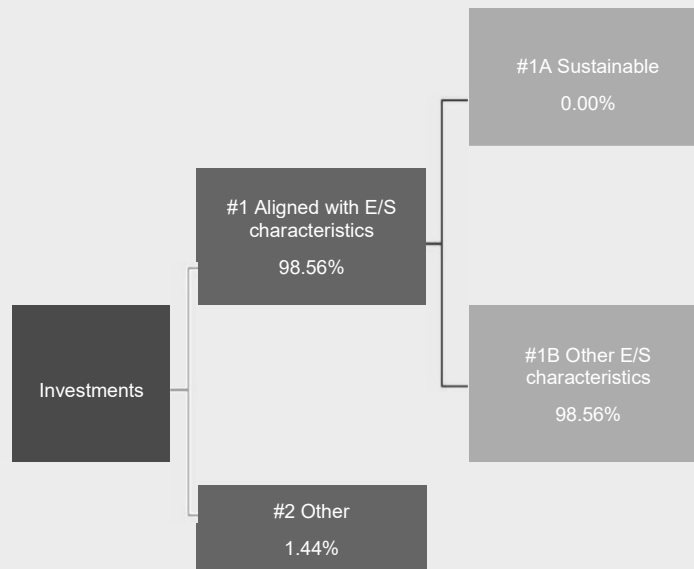 #1A Sustainable
0.00%
#1 Aligned with E/S
characteristics
98.56%
Investments
#1B Other E/S
characteristics
98.56%
#2 Other
1.44%